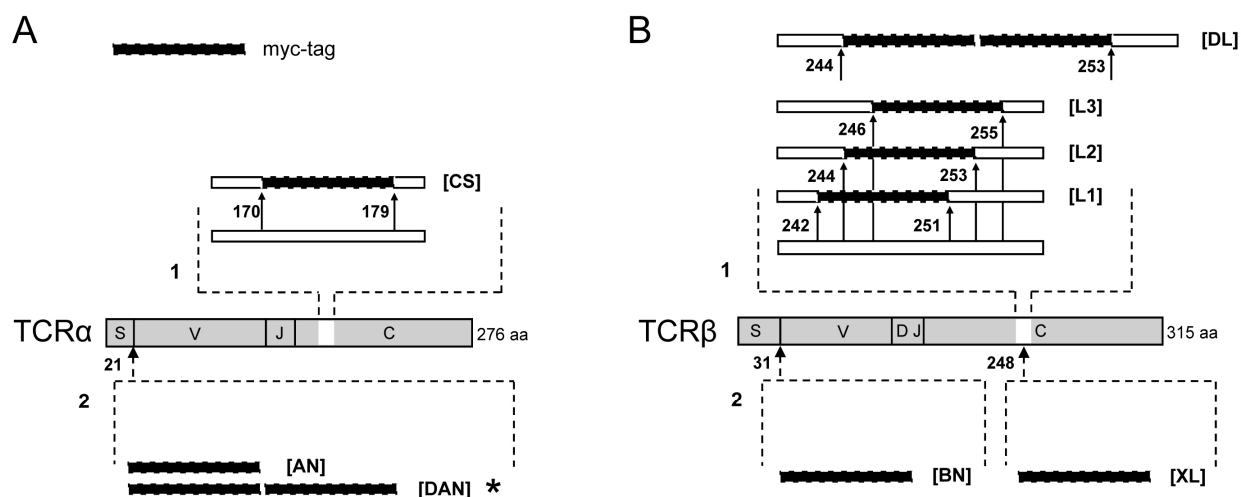 A
myc-tag
[CS]
170
179
1
TCRα
S
V
J
C
276 aa
21
2
[AN]
[DAN] *
B
[DL]
244
253
[L3]
246
255
[L2]
244
253
[L1]
242
251
1
TCRβ
S
V
D
J
C
315 aa
31
248
2
[BN]
[XL]